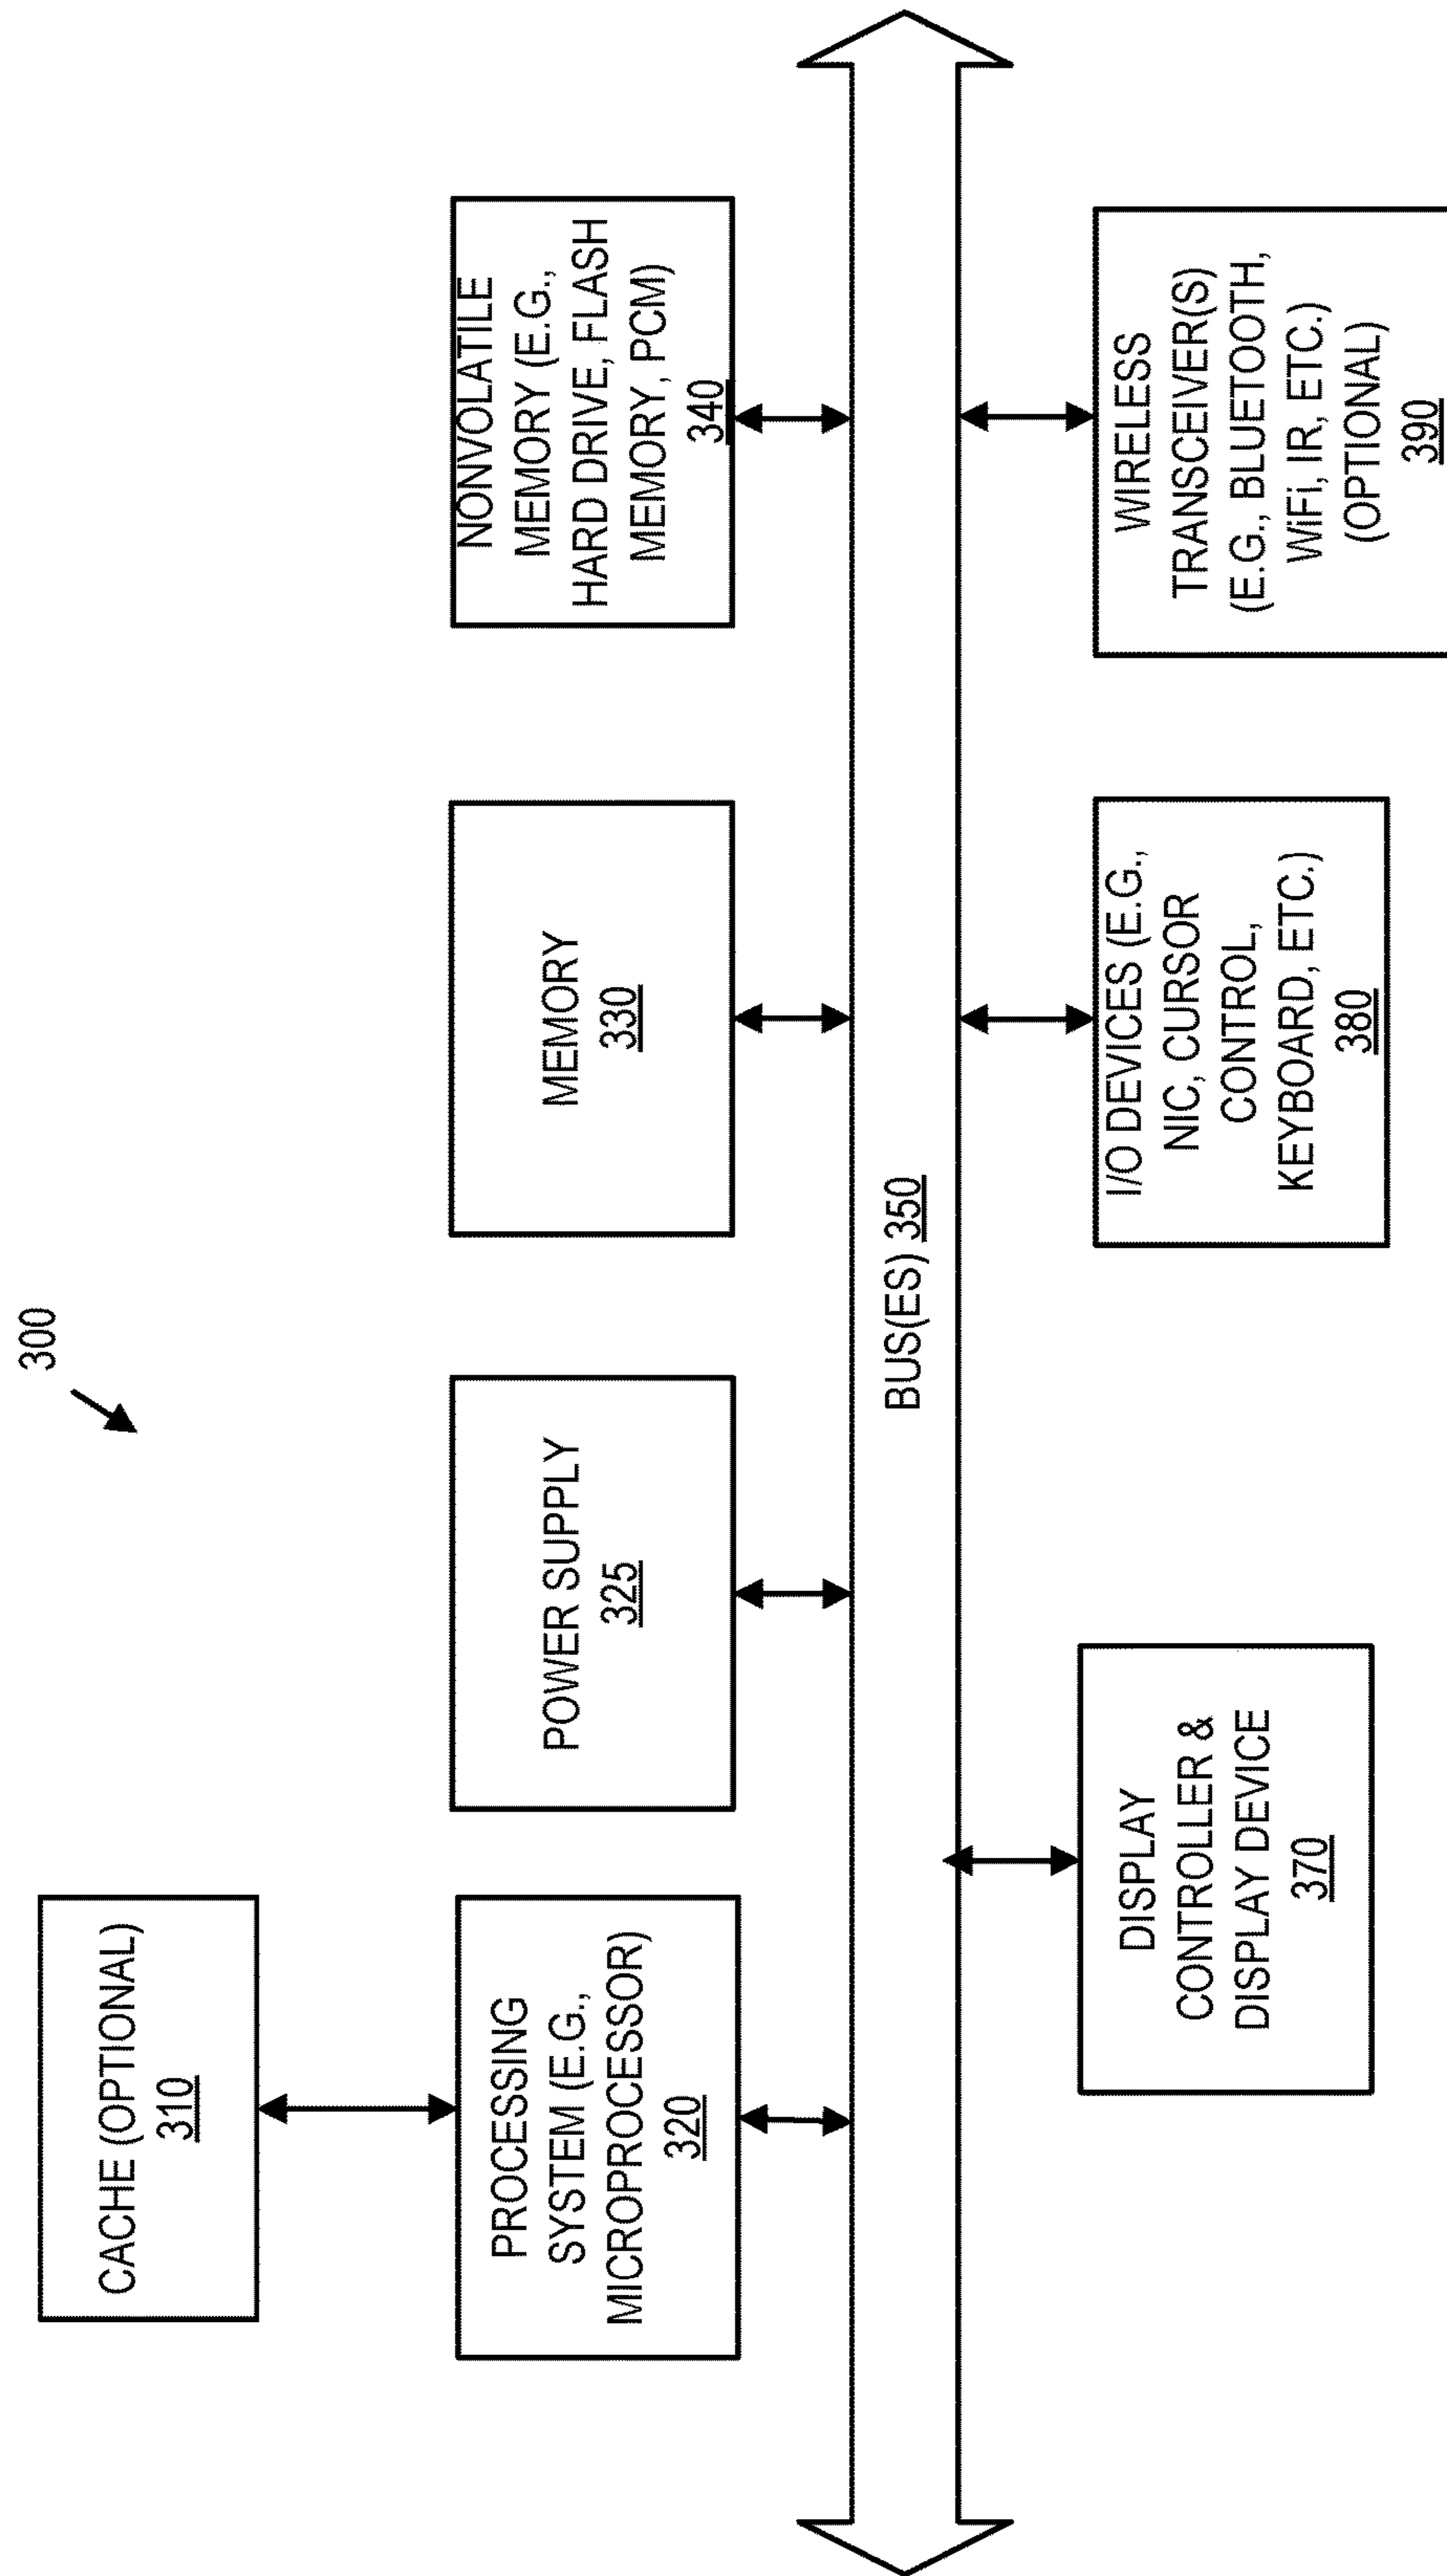 300
CACHE (OPTIONAL)
310
PROCESSING
SYSTEM (E.G.,
MICROPROCESSOR)
320
POWER SUPPLY
325
MEMORY
330
NONVOLATILE
MEMORY (E.G.,
HARD DRIVE, FLASH
MEMORY, PCM)
340
BUS(ES) 350
DISPLAY
CONTROLLER &
DISPLAY DEVICE
370
I/O DEVICES (E.G.,
NIC, CURSOR
CONTROL,
KEYBOARD, ETC.)
380
WIRELESS
TRANSCEIVER(S)
(E.G., BLUETOOTH,
WiFi, IR, ETC.)
(OPTIONAL)
390